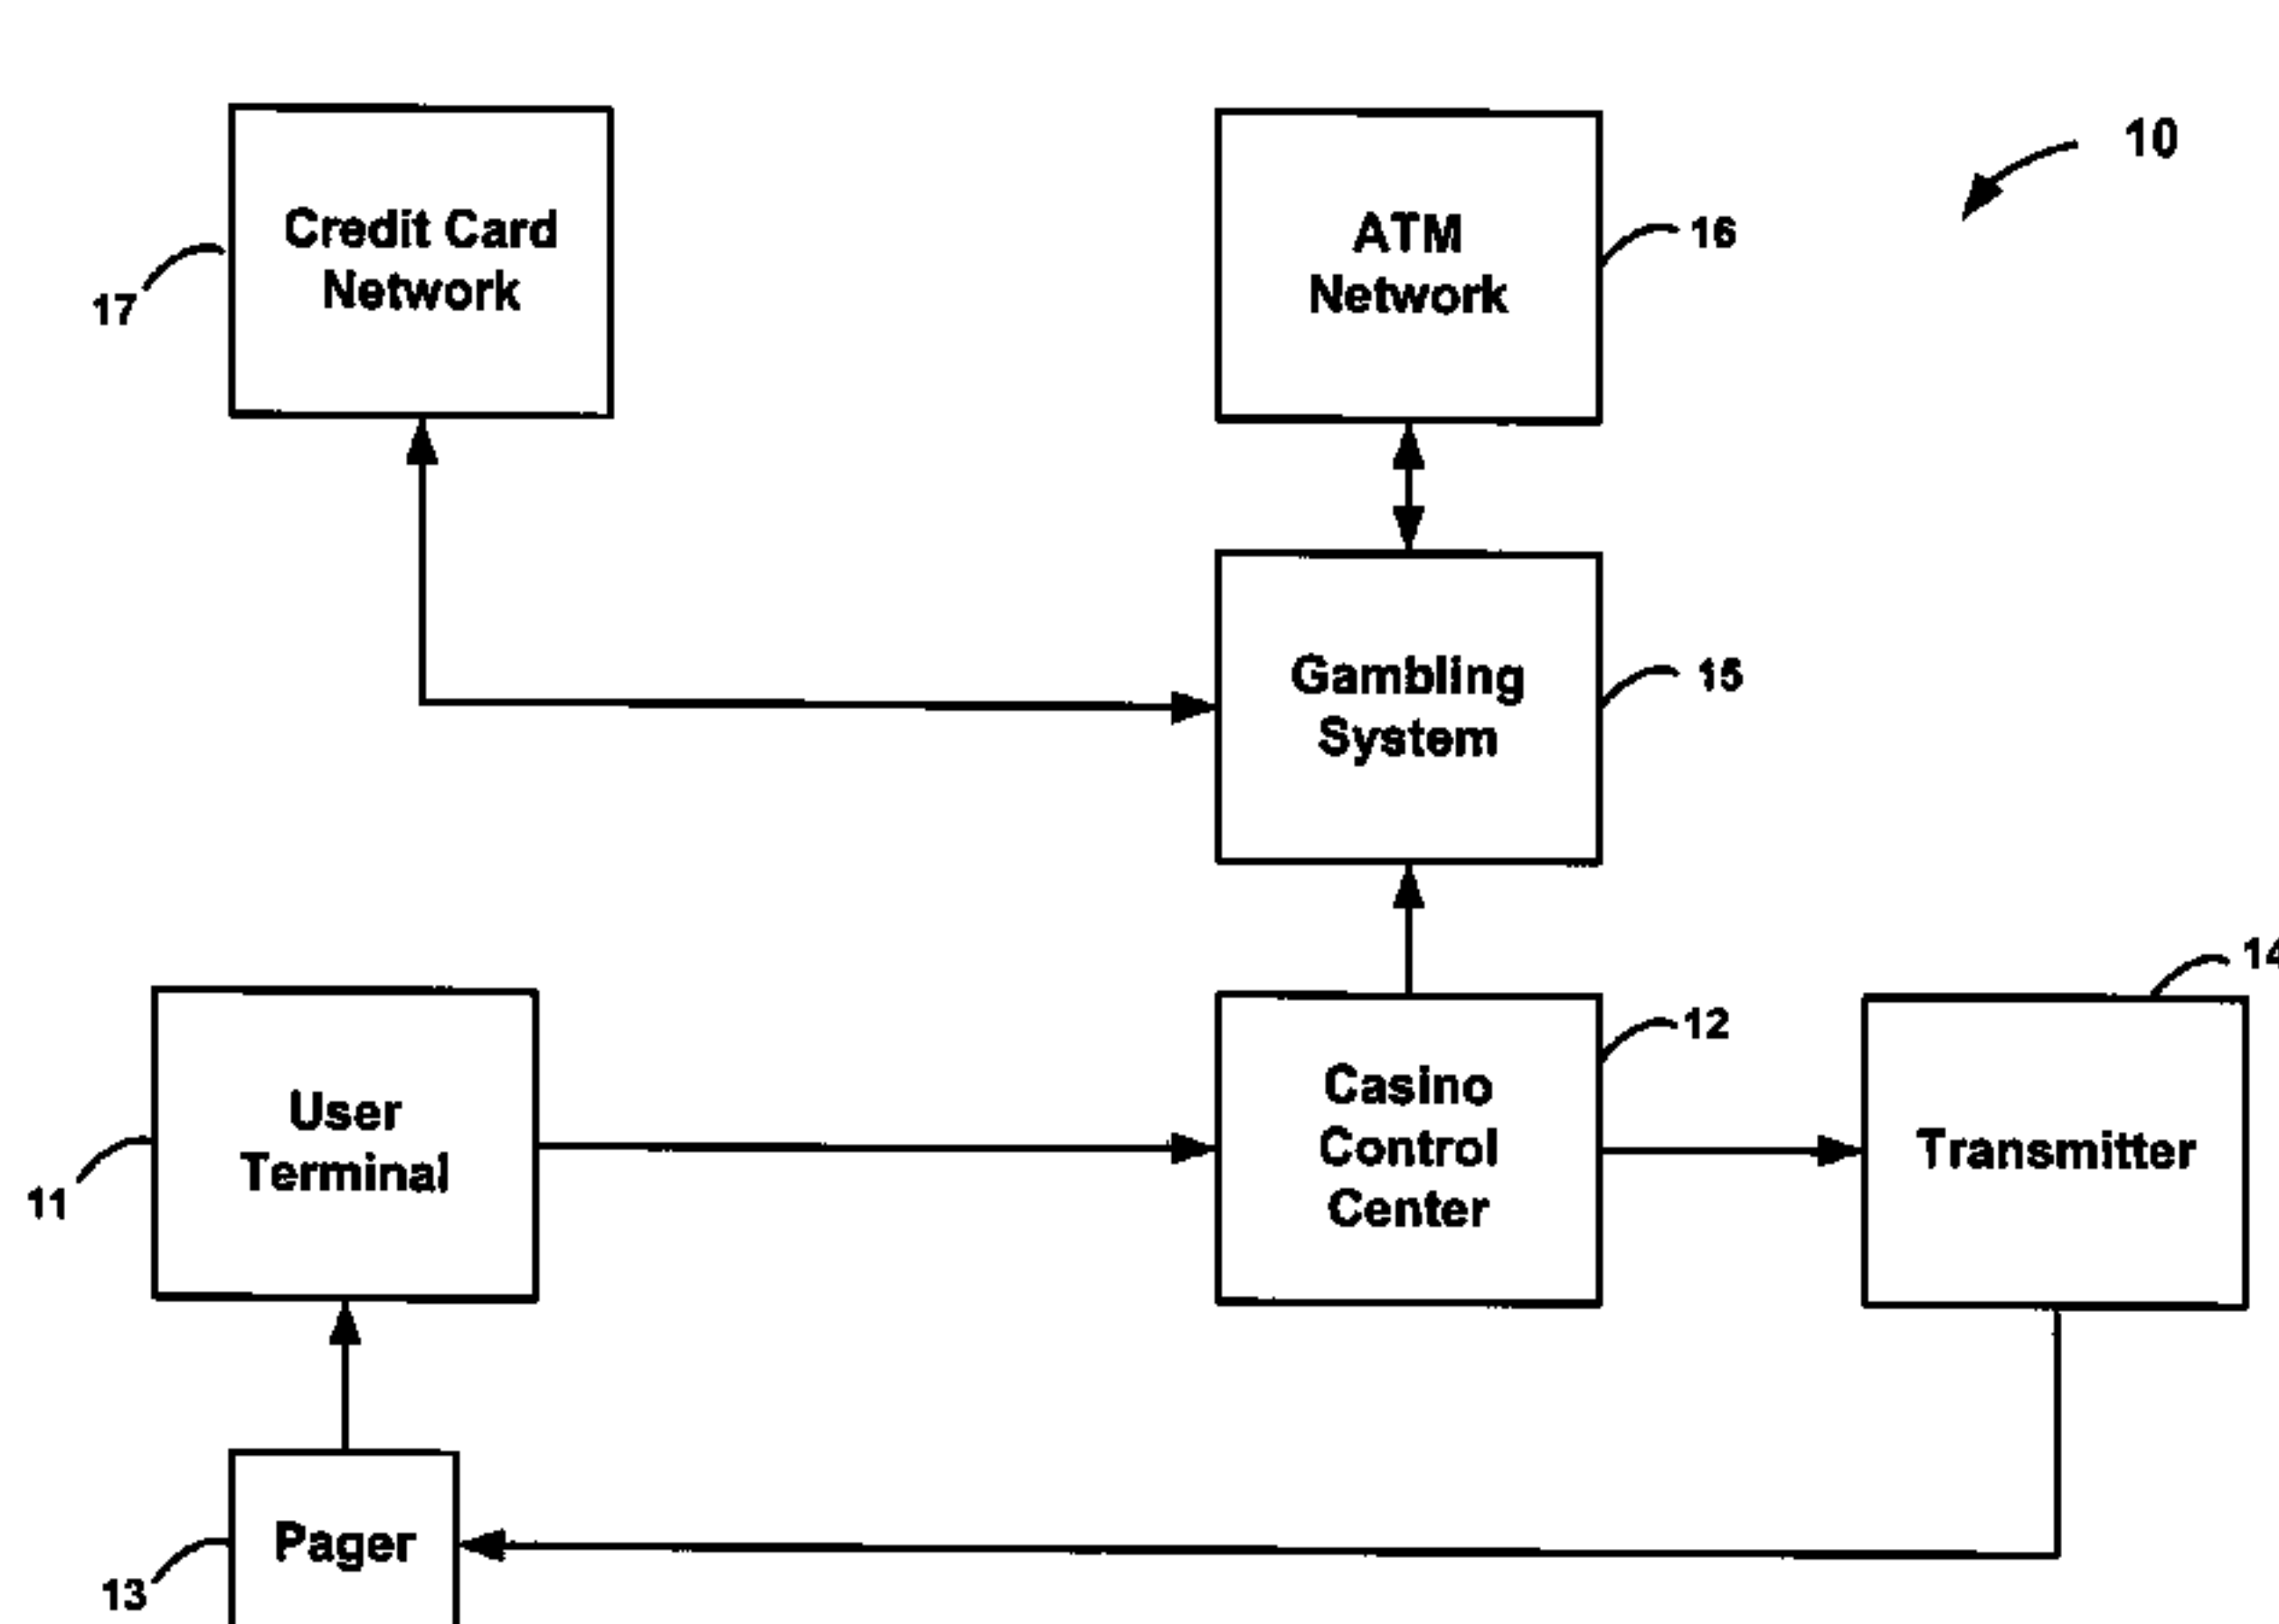 10
Credit Card
Network
17
ATM
Network
16
Gambling
System
15
14
User
Terminal
11
Casino
Control
Center
12
Transmitter
Pager
13